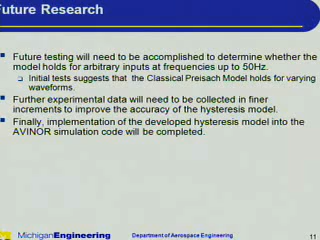 Future Research
Future testing will need to be accomplished to determine whether the
model holds for arbitrary inputs at frequencies up to 50Hz.
Initial tests suggests that the Classical Preisach Model holds for varying
waveforms.
Further experimental data will need to be collected in finer
increments to improve the accuracy of the hysteresis model.
Finally, implementation of the developed hysteresis model into the
AVINOR simulation code will be completed.
MichiganEngineering
Department of Aerospace Engineering
11